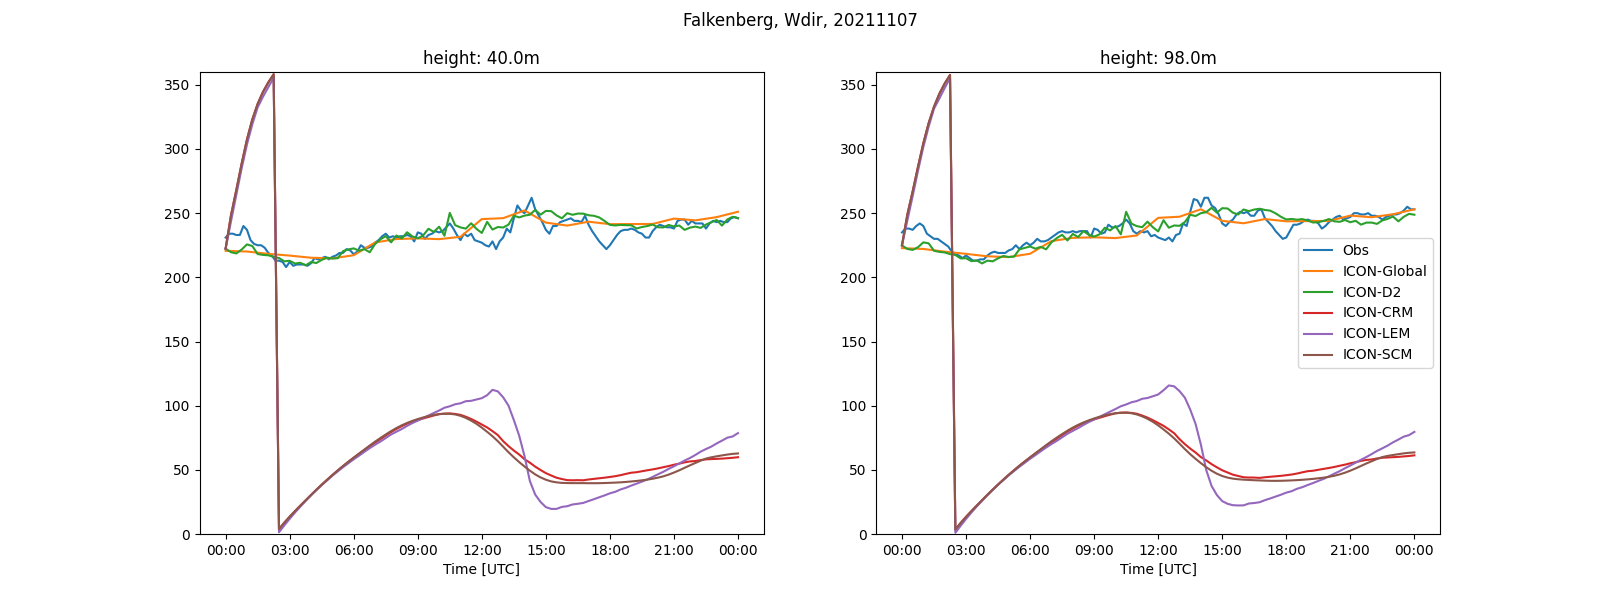 Falkenberg, Wdir, 20211107
height: 40.0m
350
300
250
200
150
100
50
0
00:00 03:00 06:00 09:00 12:00 15:00 18:00 21:00 00:00
Time [UTC]
height: 98.0m
350
300
250
200
150
100
50
0
Obs
ICON-Global
ICON-D2
ICON-CRM
ICON-LEM
ICON-SCM
00:00 03:00 06:00 09:00 12:00 15:00 18:00 21:00 00:00
Time [UTC]